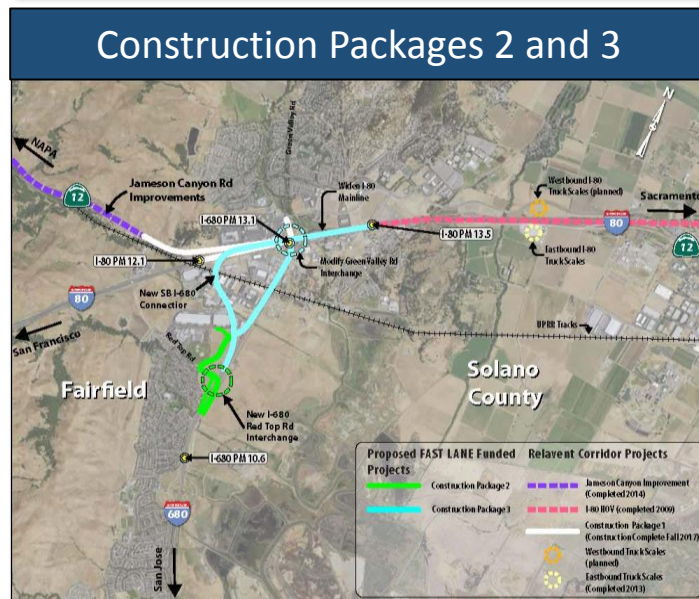 Construction Packages 2 and 3
NAPA
12
Jameson Canyon Rd
Improvements
Green Valley Rd
N
I-680 PM 13.1
Widen I-80
Mainline
Westbound I-80
Truck Scales (planned)
Sacramento
80
12
I-80 PM 12.1
I-80 PM 13.5
Modify Green Valley Rd
Interchange
Eastbound I-80
Truck Scales
New SB I-680
Connectior
80
San Francisco
Red Top Rd
UPRR Tracks
Fairfield
Solano
County
New I-680
Red Top Rd
Interchange
I-680 PM 10.6
680
San Jose
Proposed FAST LANE Funded
Projects
Construction Package 2
Construction Package 3
Relavent Corridor Projects
Jameson Canyon Improvement
(Completed 2014)
I-80 HOV (completed 2009)
Construction Package 1
(Construction Complete Fall 2017)
Westbound Truck Scales
(planned)
Eastbound Truck Scales
(Completed 2013)